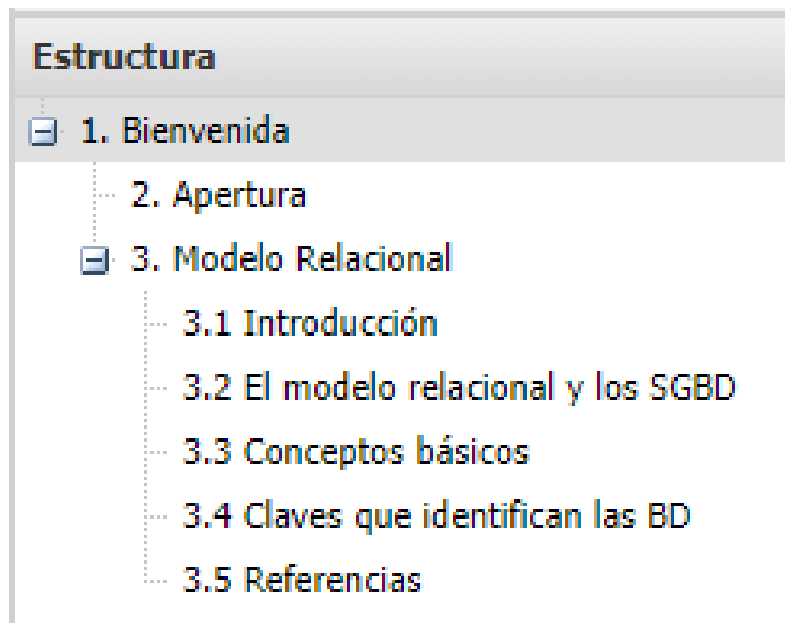 Estructura
1. Bienvenida
2. Apertura
3. Modelo Relacional
3.1 Introducción
3.2 El modelo relacional y los SGBD
3.3 Conceptos básicos
3.4 Claves que identifican las BD
3.5 Referencias